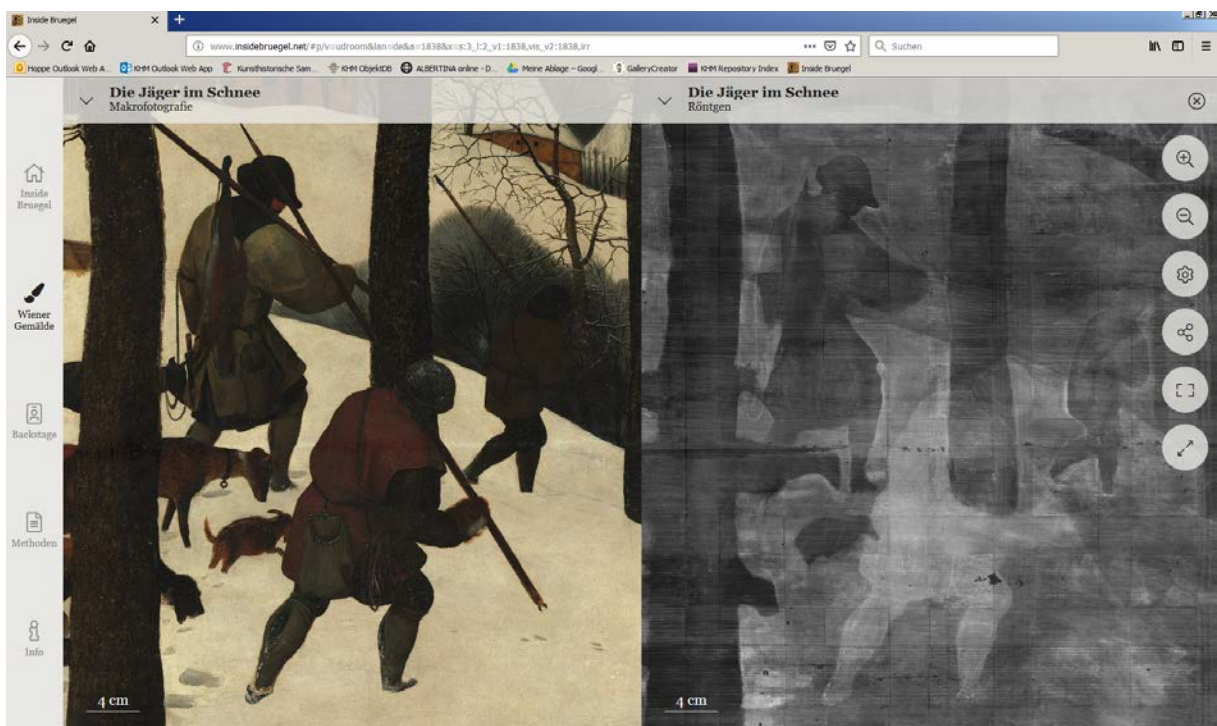 Inside Bruegel
www.insidebruegel.net/#p/v=udroom&lan=de&a=1838&x=s:3_l:2_v1:1838,vis_v2:1838,irr
Suchen
Hoppe Outlook Web A...
KHM Outlook Web App
Kunsthistorische Sam...
KHM ObjektDB
ALBERTINA online - D...
Meine Ablage – Googl...
GalleryCreator
KHM Repository Index
Inside Bruegel
Die Jäger im Schnee
Makrofotografie
Die Jäger im Schnee
Röntgen
Inside
Bruegel
Wiener
Gemälde
Backstage
Methoden
Info
4 cm
4 cm